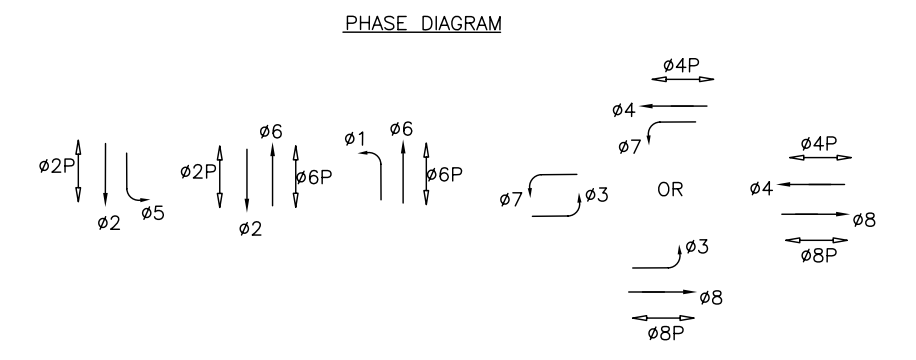 PHASE DIAGRAM
ø2P
ø2
ø5
ø2P
ø2
ø6
ø6P
ø1
ø6
ø6P
ø7
ø3
ø4P
ø4
ø7
OR
ø3
ø8
ø8P
ø4P
ø4
ø8
ø8P